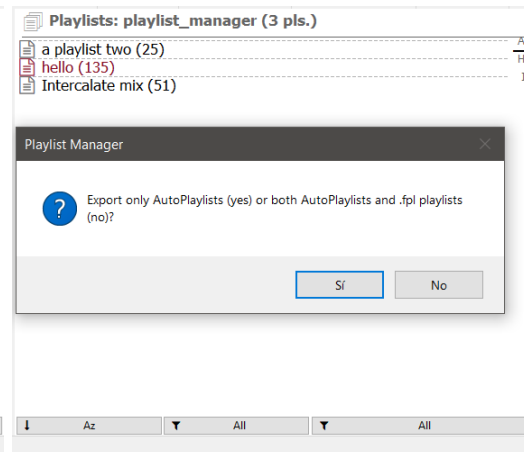 Playlists: playlist_manager (3 pls.)
a playlist two (25)
hello (135)
Intercalate mix (51)
A
H
I
Playlist Manager
Export only AutoPlaylists (yes) or both AutoPlaylists and .fpl playlists
(no)?
Sí
No
Az
All
All